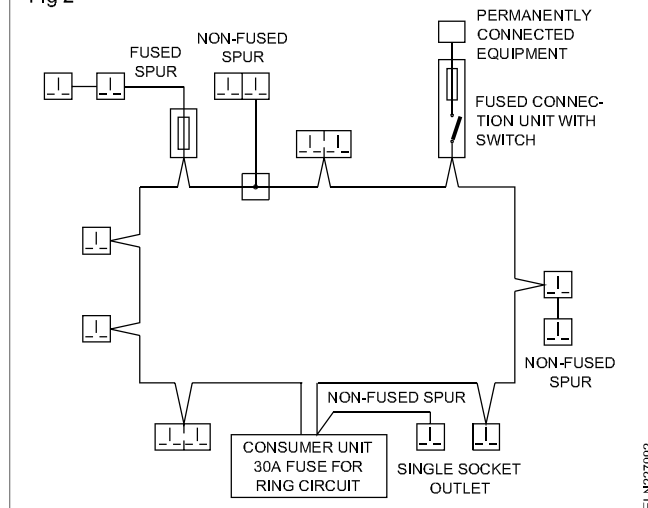 Fig 2
PERMANENTLY
CONNECTED
EQUIPMENT
NON-FUSED
SPUR
FUSED
SPUR
FUSED CONNEC-
TION UNIT WITH
SWITCH
NON-FUSED
SPUR
NON-FUSED SPUR
CONSUMER UNIT
30A FUSE FOR
RING CIRCUIT
SINGLE SOCKET
OUTLET